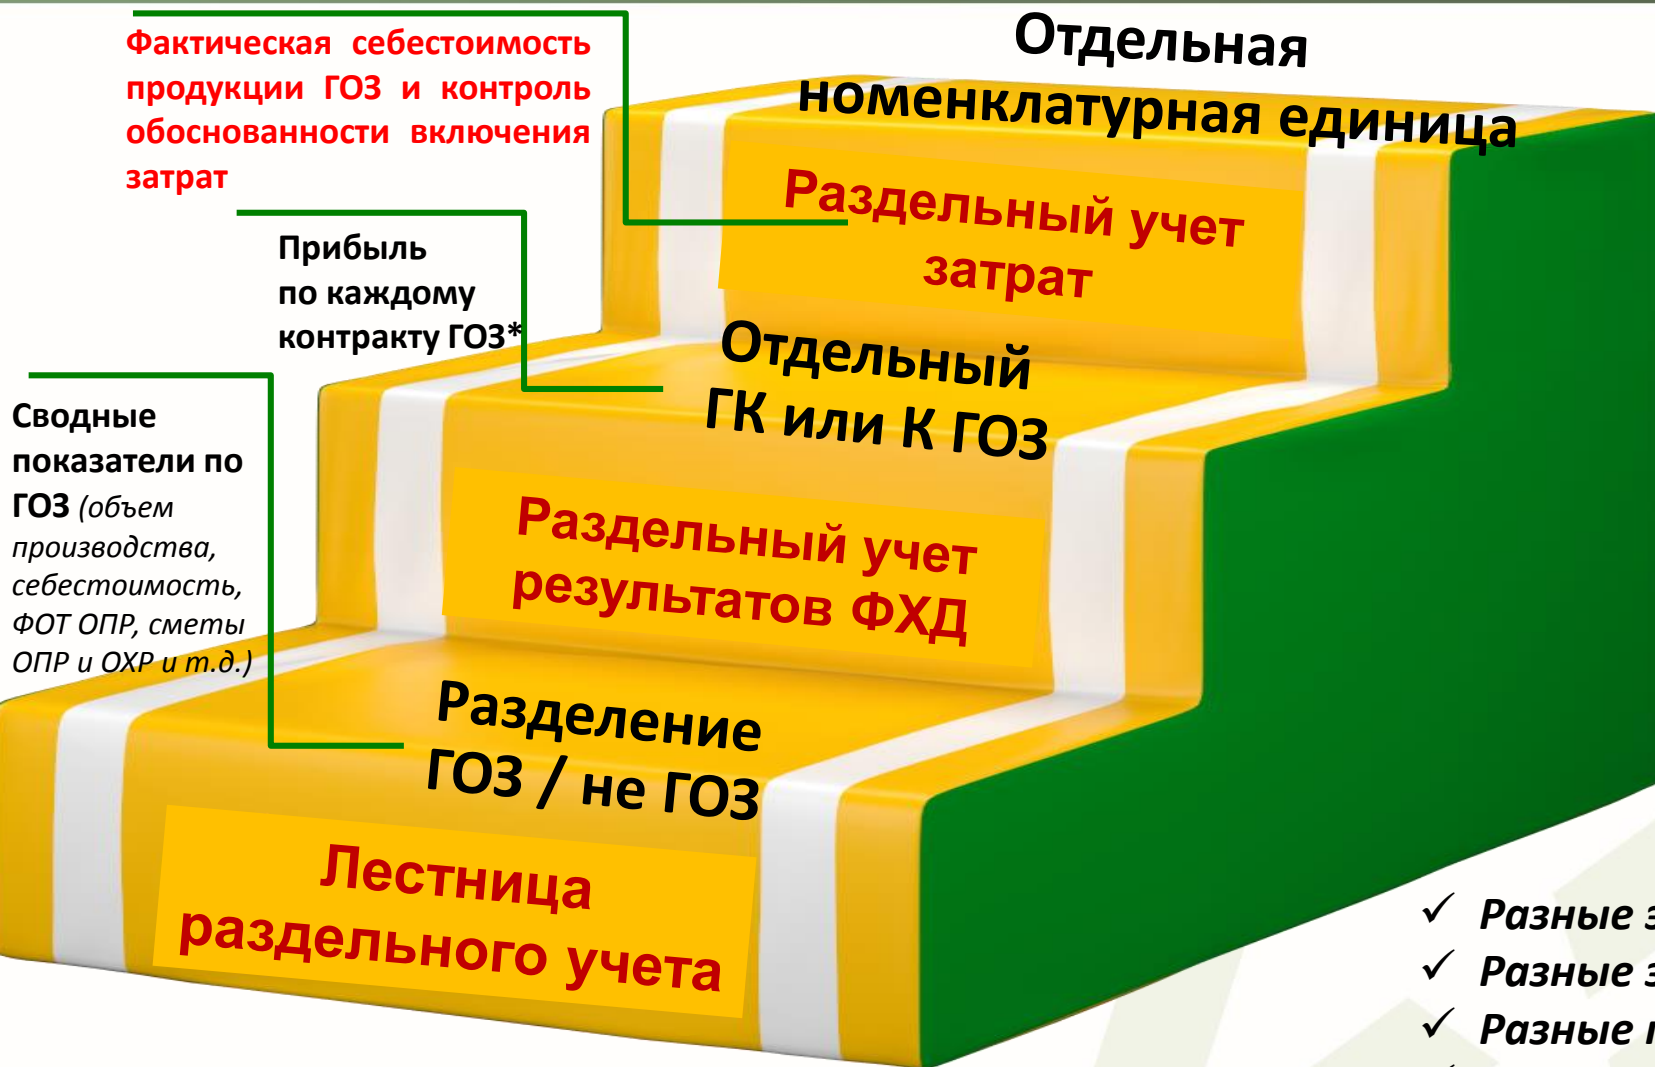 Фактическая себестоимость
продукции ГОЗ и контроль
обоснованности включения
затрат
Прибыль
по каждому
контракту ГОЗ*
Сводные
показатели по
ГОЗ (объем
производства,
себестоимость,
ФОТ ОПР, сметы
ОПР и ОХР и т.д.)
Отдельная
номенклатурная единица
Раздельный учет
затрат
Отдельный
ГК или К ГОЗ
Раздельный учет
результатов ФХД
Разделение
ГОЗ / не ГОЗ
Лестница
раздельного учета
✓ Разные
✓ Разные
✓ Разные